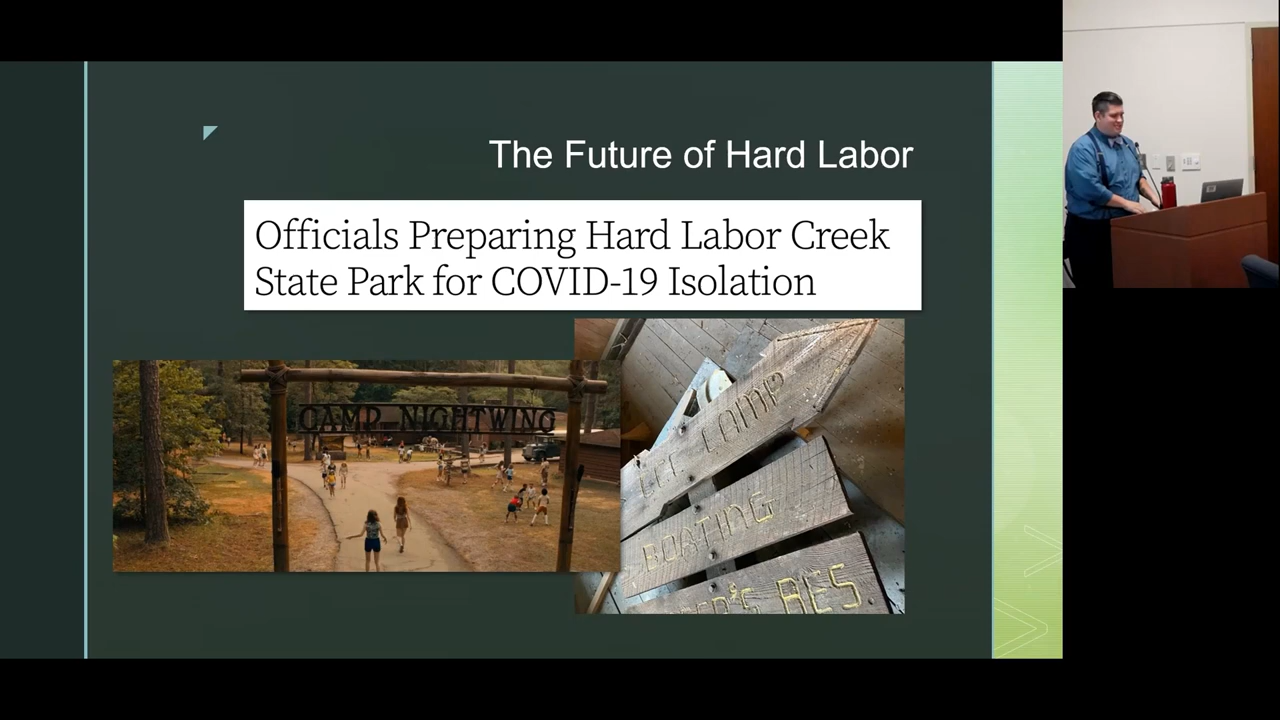 The Future of Hard Labor
Officials Preparing Hard Labor Creek
State Park for COVID-19 Isolation
CAMP NIGHTWING
CAMP
BOATING
RES.